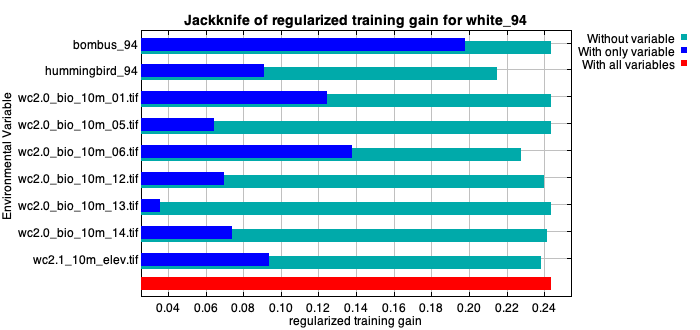 Jackknife of regularized training gain for white_94
Without variable
With only variable
With all variables
Environmental Variable
bombus_94
hummingbird_94
wc2.0_bio_10m_01.tif
wc2.0_bio_10m_05.tif
wc2.0_bio_10m_06.tif
wc2.0_bio_10m_12.tif
wc2.0_bio_10m_13.tif
wc2.0_bio_10m_14.tif
wc2.1_10m_elev.tif
0.04 0.06 0.08 0.10 0.12 0.14 0.16 0.18 0.20 0.22 0.24
regularized training gain